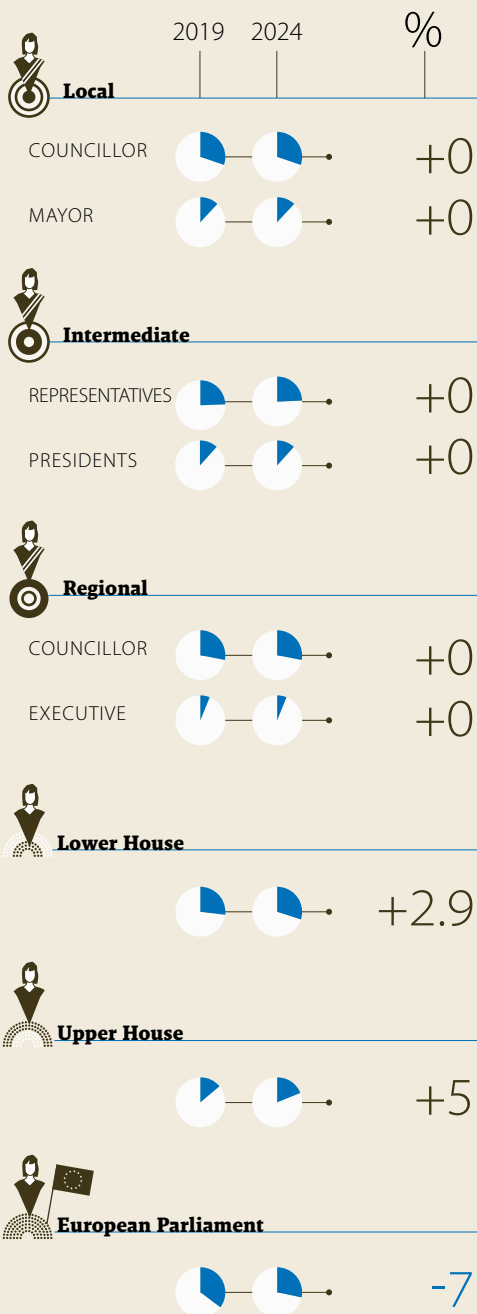 2019 2024 %
Local
COUNCILLOR +0
MAYOR +0
Intermediate
REPRESENTATIVES +0
PRESIDENTS +0
Regional
COUNCILLOR +0
EXECUTIVE +0
Lower House
+2.9
Upper House
+5
European Parliament
-7